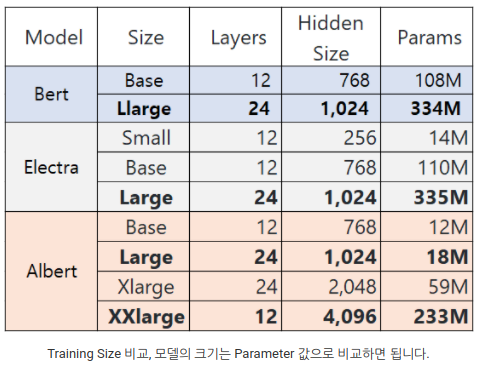 Model Size Layers Hidden Size Params
Bert Base 12 768 108M
Llarge 24 1,024 334M
Electra Small 12 256 14M
Base 12 768 110M
Large 24 1,024 335M
Albert Base 12 768 12M
Large 24 1,024 18M
Xlarge 24 2,048 59M
XXlarge 12 4,096 233M
Training Size 비교, 모델의 크기는 Parameter 값으로 비교하면 됩니다.